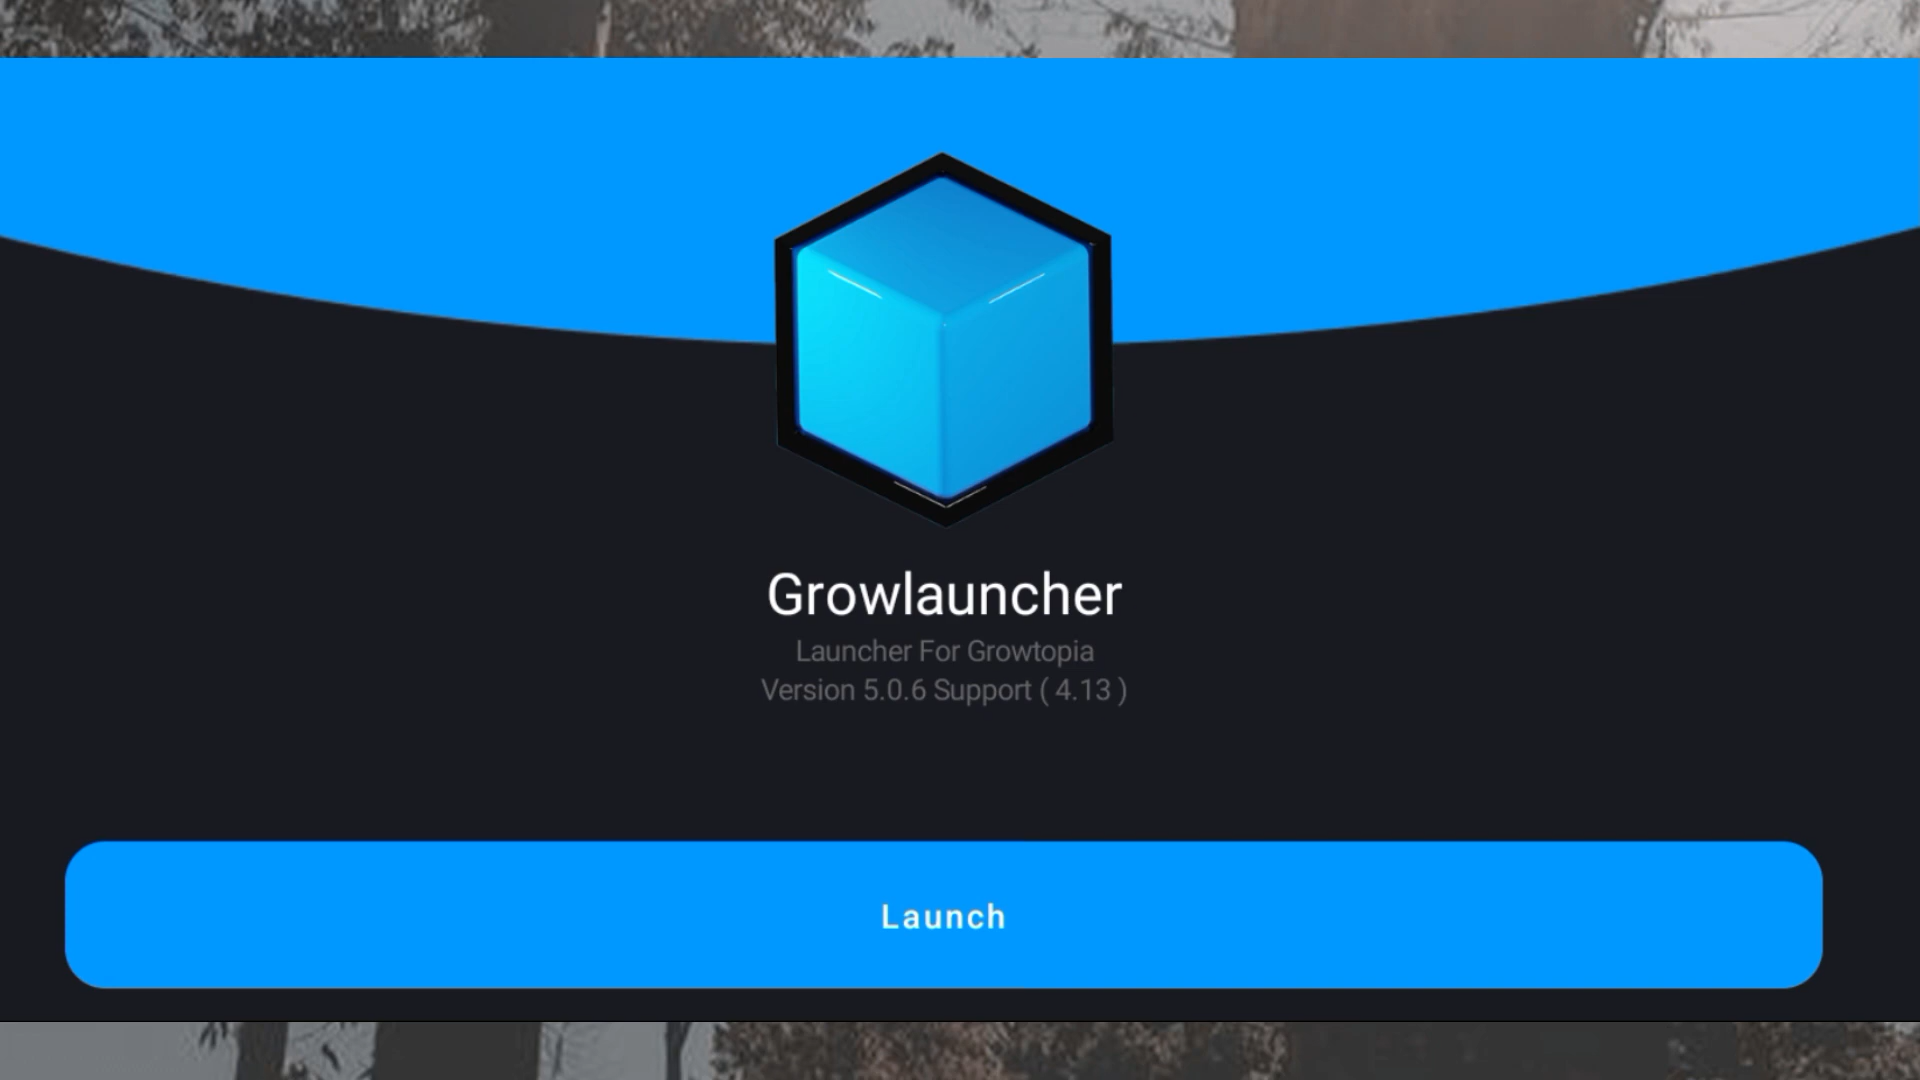 Growlauncher
Launcher For Growtopia
Version 5.0.6 Support ( 4.13 )
Launch